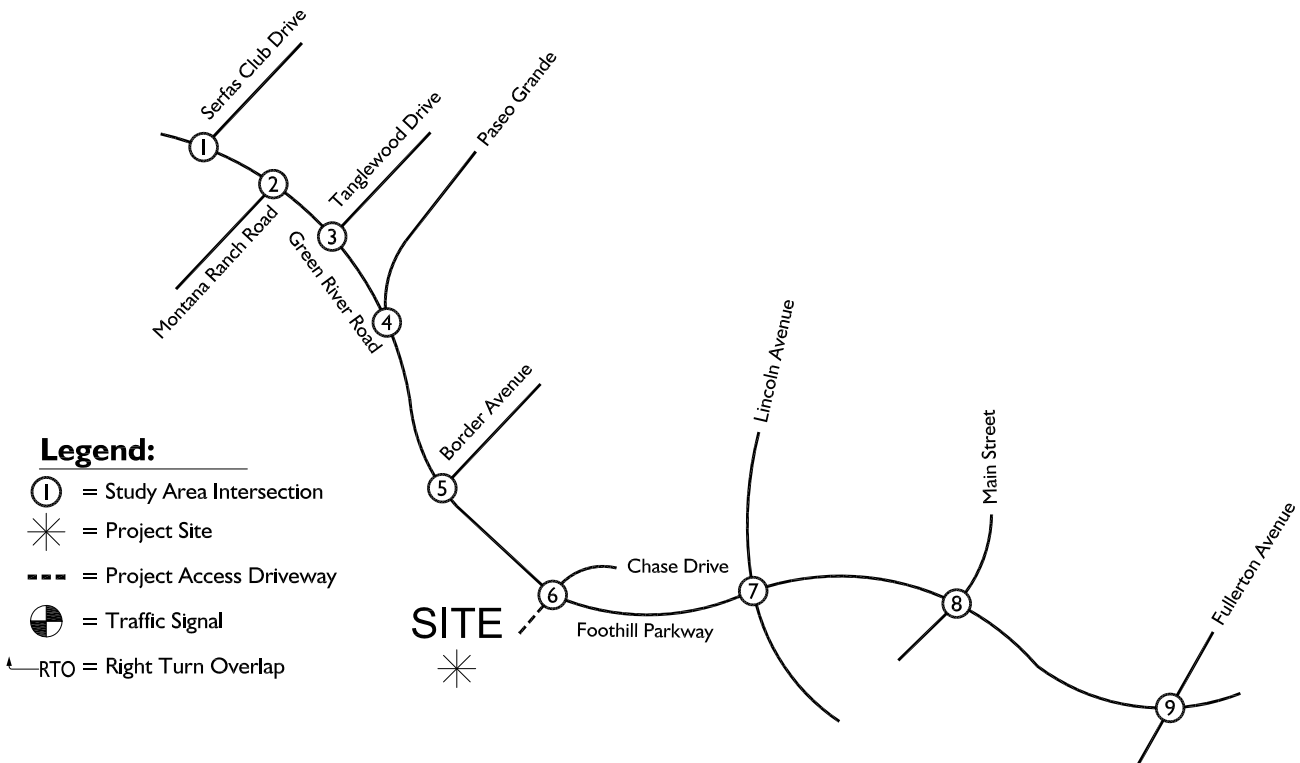 Serfas Club Drive
Tanglewood Drive
Paseo Grande
1
2
3
4
Montana Ranch Road
Green River Road
Lincoln Avenue
Border Avenue
Main Street
Legend:
1 = Study Area Intersection
= Project Site
= Project Access Driveway
= Traffic Signal
RTO = Right Turn Overlap
5
Fullerton Avenue
Chase Drive
6
7
8
SITE
Foothill Parkway
9